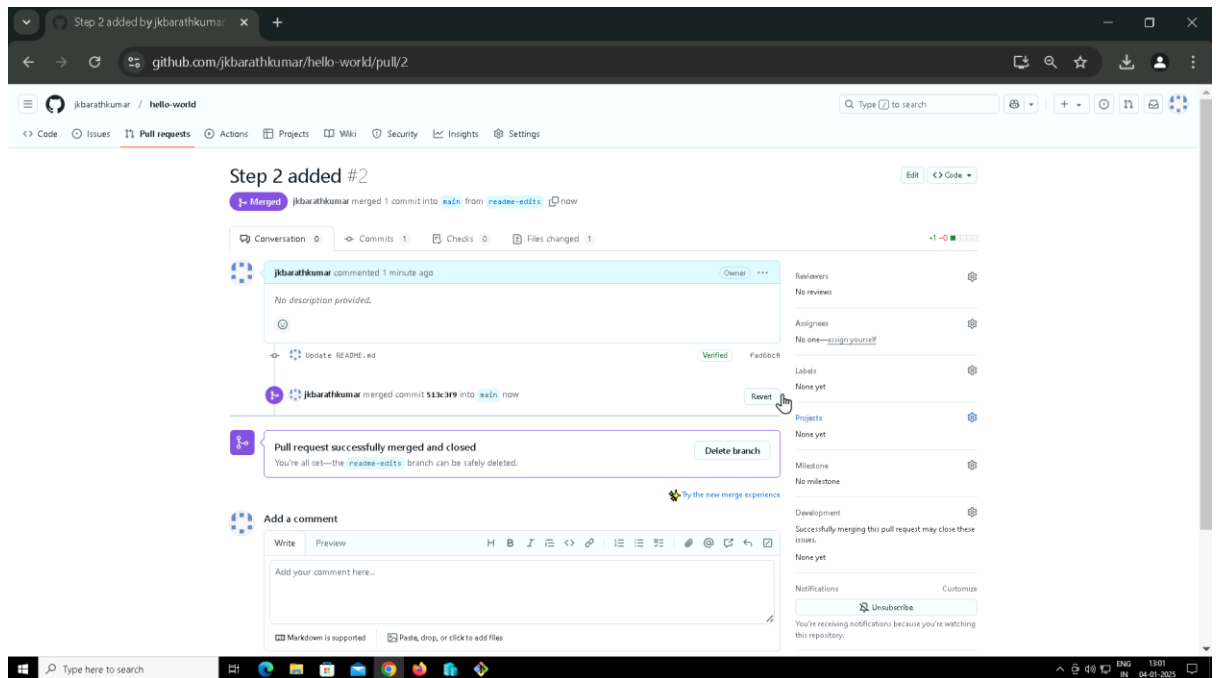 Step 2 added by jkbarathkumar
github.com/jkbarathkumar/hello-world/pull/2
jkbarathkumar / hello-world
Type / to search
Code Issues Pull requests Actions Projects Wiki Security Insights Settings
Step 2 added #2
Edit <> Code
Merged jkbarathkumar merged 1 commit into main from readme-edits now
Conversation 0 Commits 1 Checks 0 Files changed 1
+1 −0
jkbarathkumar commented 1 minute ago Owner ...
No description provided.
Update README.md Verified fad6bc8
jkbarathkumar merged commit 513c3f9 into main now Revert
Pull request successfully merged and closed
You're all set—the readme-edits branch can be safely deleted.
Delete branch
Try the new merge experience
Add a comment
Write Preview H B I
Add your comment here...
Markdown is supported Paste, drop, or click to add files
Reviewers
No reviews
Assignees
No one—assign yourself
Labels
None yet
Projects
None yet
Milestone
No milestone
Development
Successfully merging this pull request may close these
issues.
None yet
Notifications Customize
Unsubscribe
You're receiving notifications because you're watching
this repository.
Type here to search
ENG
IN
13:01
04-01-2025